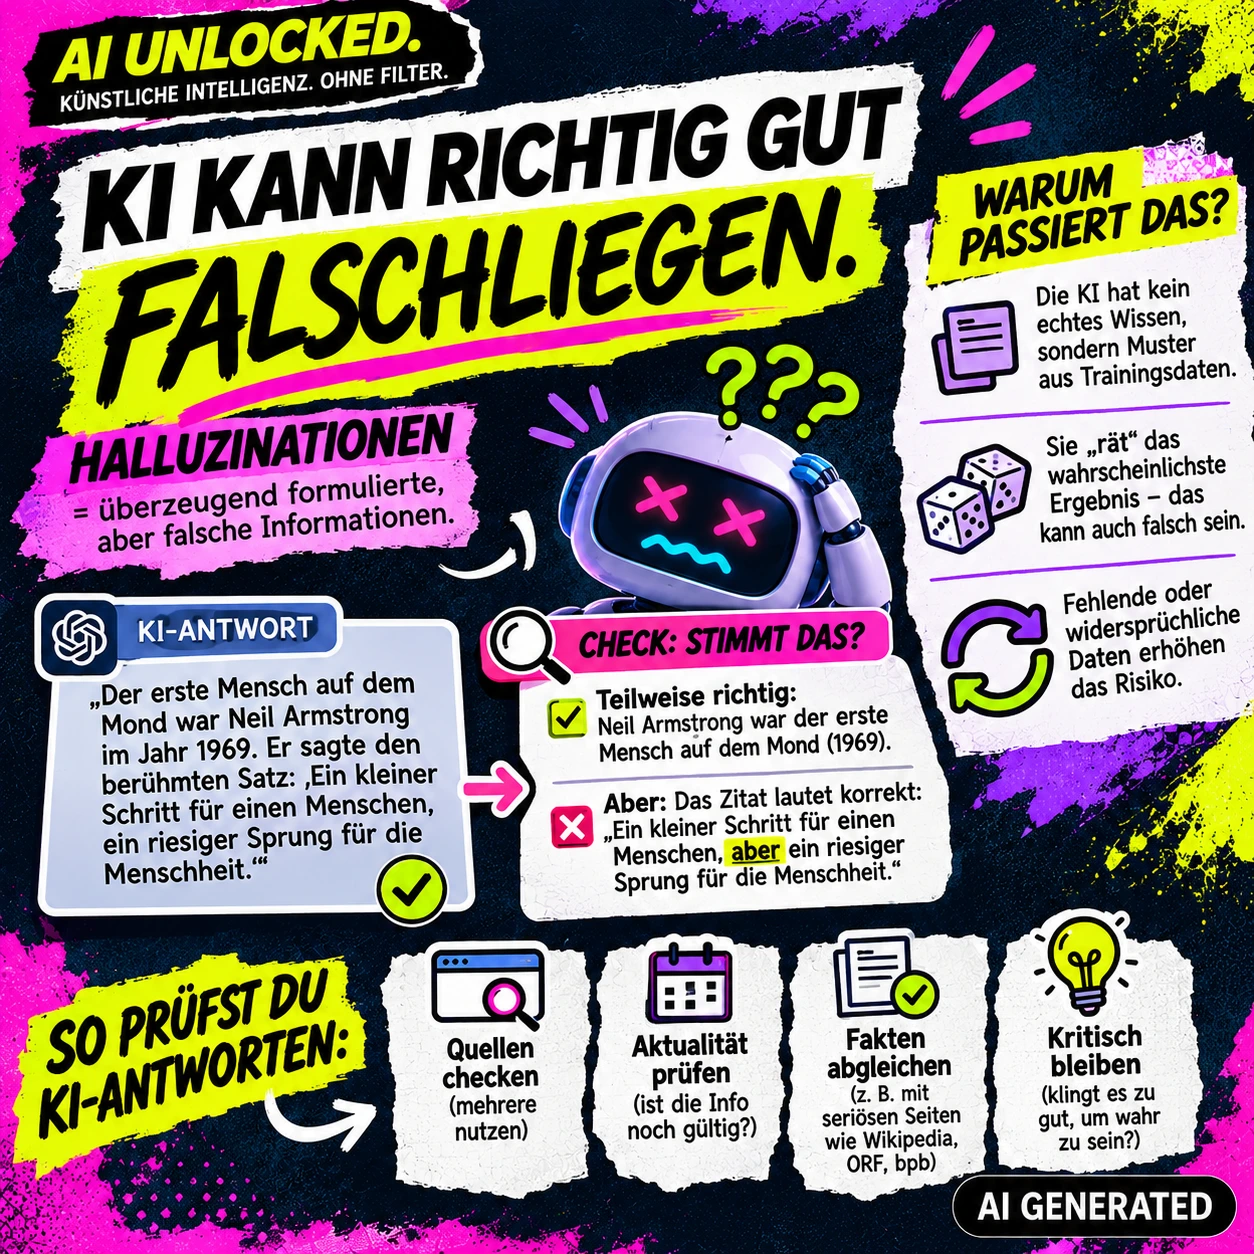 AI UNLOCKED.
KÜNSTLICHE INTELLIGENZ. OHNE FILTER.
KI KANN RICHTIG GUT
FALSCHLIEGEN.
HALLUZINATIONEN
= überzeugend formulierte,
aber falsche Informationen.
???
WARUM
PASSIERT DAS?
Die KI hat kein
echtes Wissen,
sondern Muster
aus Trainingsdaten.
Sie „rät“ das
wahrscheinlichste
Ergebnis – das
kann auch falsch sein.
Fehlende oder
widersprüchliche
Daten erhöhen
das Risiko.
KI-ANTWORT
„Der erste Mensch auf dem
Mond war Neil Armstrong
im Jahr 1969. Er sagte den
berühmten Satz: ‚Ein kleiner
Schritt für einen Menschen,
ein riesiger Sprung für die
Menschheit.‘“
CHECK: STIMMT DAS?
Teilweise richtig:
Neil Armstrong war der erste
Mensch auf dem Mond (1969).
Aber: Das Zitat lautet korrekt:
„Ein kleiner Schritt für einen
Menschen, aber ein riesiger
Sprung für die Menschheit.“
SO PRÜFST DU
KI-ANTWORTEN:
Quellen
checken
(mehrere
nutzen)
Aktualität
prüfen
(ist die Info
noch gültig?)
Fakten
abgleichen
(z. B. mit
seriösen Seiten
wie Wikipedia,
ORF, bpb)
Kritisch
bleiben
(klingt es zu
gut, um wahr
zu sein?)
AI GENERATED